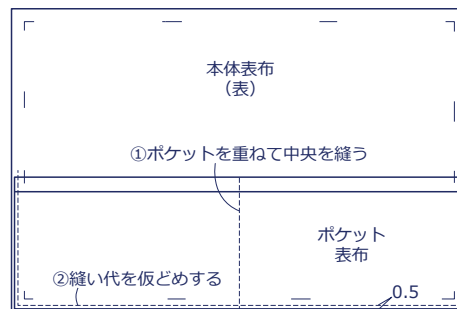 本体表布
（表）
①ポケットを重ねて中央を縫う
ポケット
表布
②縫い代を仮どめする
0.5